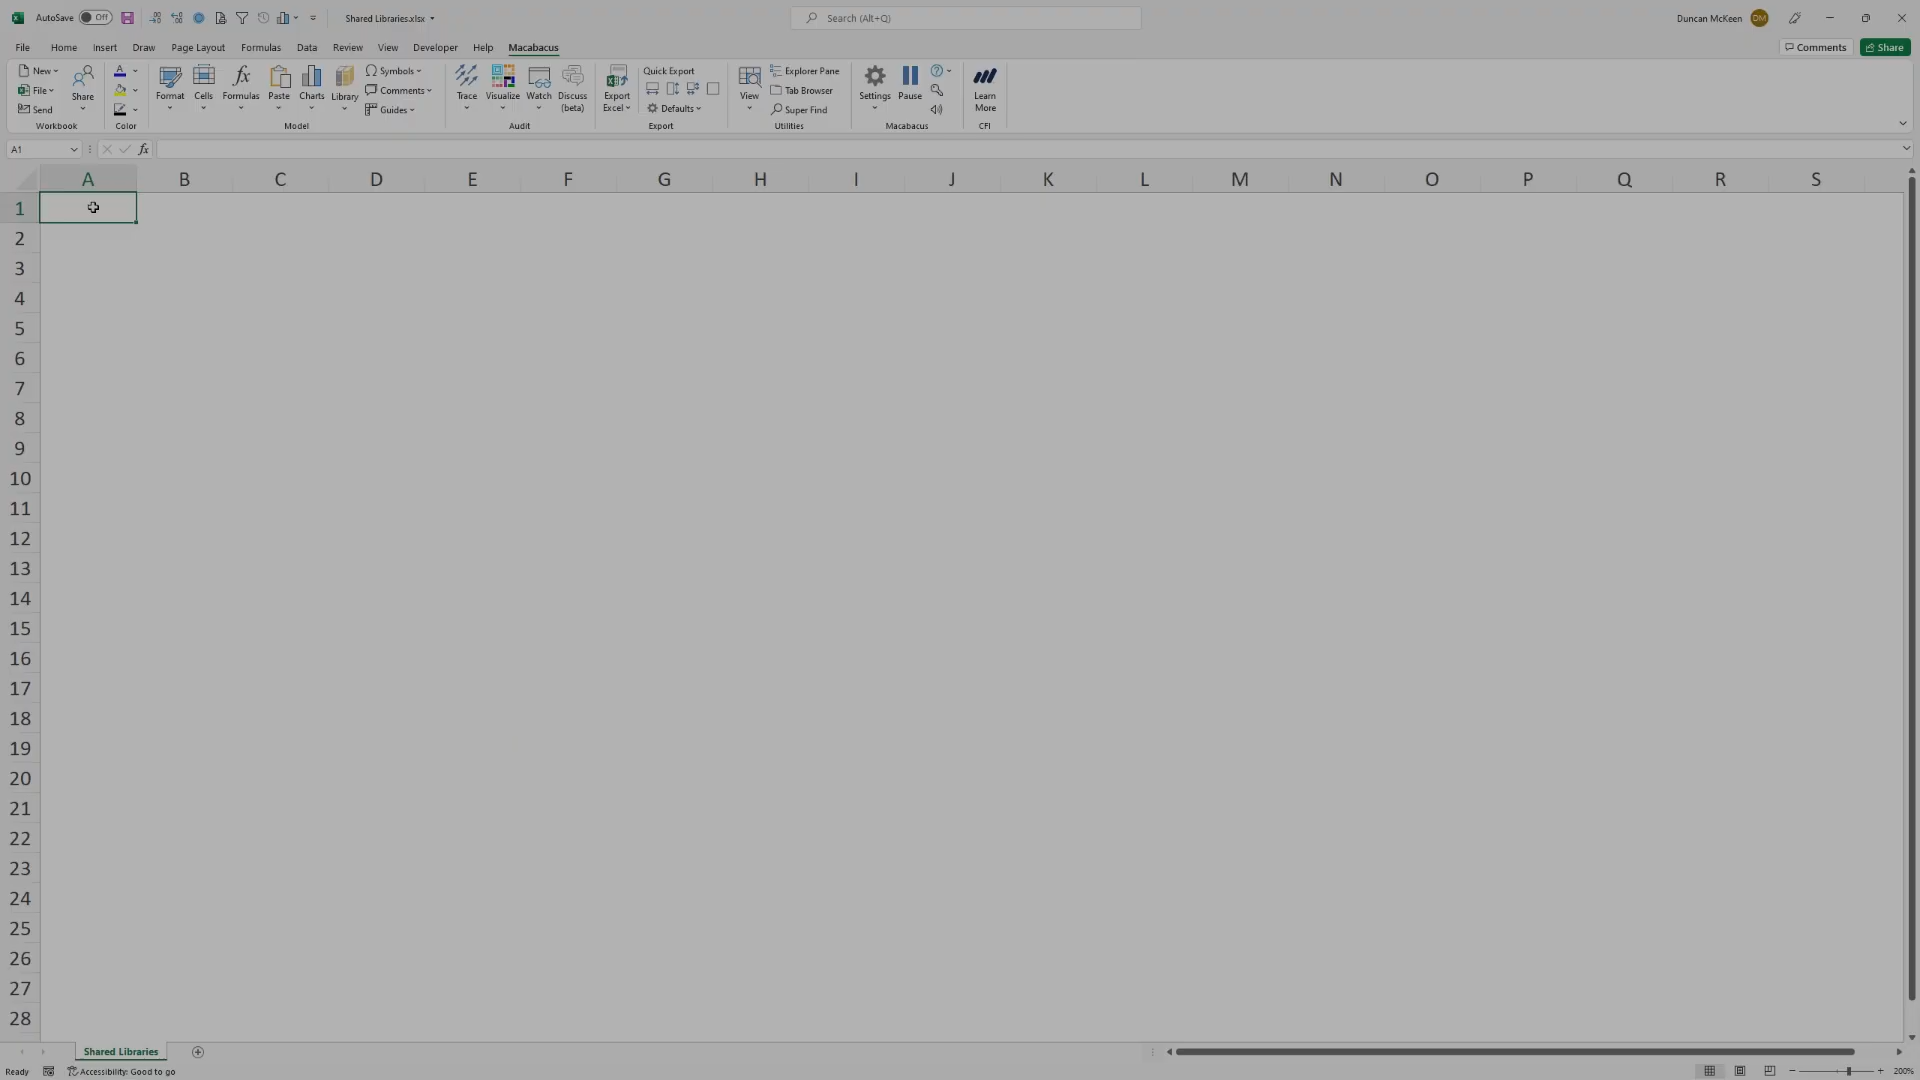 AutoSave Off Shared Libraries.xlsx Search (Alt+Q) Duncan McKeen DM
File Home Insert Draw Page Layout Formulas Data Review View Developer Help Macabacus Comments Share
New
File
Send
Share
Workbook
Color
Format
Cells
Formulas
Paste
Charts
Library
Symbols
Comments
Guides
Model
Trace
Visualize
Watch
Discuss
(beta)
Audit
Export
Excel
Quick Export
Defaults
Export
View
Explorer Pane
Tab Browser
Super Find
Utilities
Settings
Pause
Macabacus
Learn
More
CFI
A1 fx
A B C D E F G H I J K L M N O P Q R S
1
2
3
4
5
6
7
8
9
10
11
12
13
14
15
16
17
18
19
20
21
22
23
24
25
26
27
28
Shared Libraries
Ready Accessibility: Good to go 200%